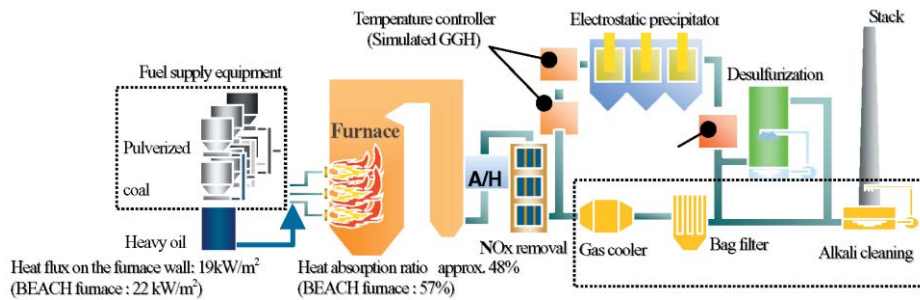 Temperature controller
(Simulated GGH)
Electrostatic precipitator
Stack
Fuel supply equipment
Desulfurization
Pulverized
coal
Furnace
A/H
Heavy oil
NOx removal
Gas cooler
Bag filter
Alkali cleaning
Heat flux on the furnace wall: 19kW/m²
(BEACH furnace : 22 kW/m²)
Heat absorption ratio approx. 48%
(BEACH furnace : 57%)